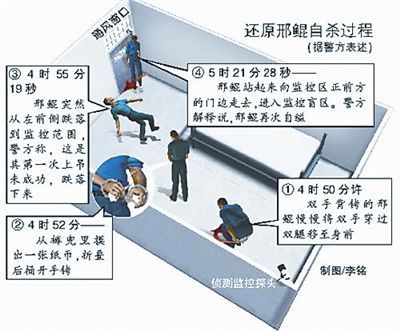 还原邢鲲自杀过程
(据警方表述)
通风窗口
① 4时50分许
双手背铐的邢
鲲慢慢将双手穿过
双腿移至身前
② 4时52分——
从裤兜里摸
出一张纸币,折叠
后捅开手铐
③ 4时55分
19秒
邢鲲突然
从左前侧跌落
到监控范围,
警方称,这是
其第一次上吊
未成功,跌落
下来
④ 5时21分28秒——
邢鲲站起来向监控区正前方
的门边走去,进入监控盲区。警方
解释说,邢鲲再次自缢
侦测监控探头
制图/李铭